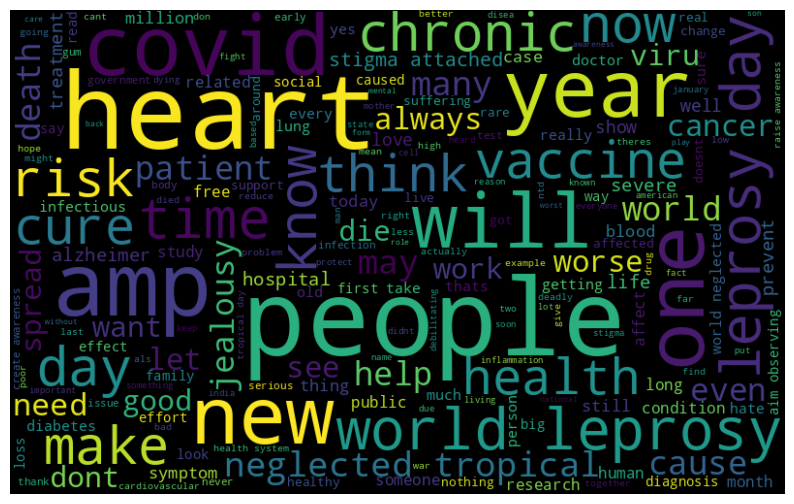 cant
million
don
early
care
going
read
gum
death
treatment
covid
fight
government
dying
related
social
caused
mental
yes
stigma attached
chronic
case
doctor
better
disea
son
awareness
real
change
now
viru
january
sure
day
say
heart
around
every
mother
suffering
many
always
rare
year
cancer
well
hope
back
based
state
form
lung
love
really
test
show
high
heard
mean
cell
theres
doesnt
play
low
raise awareness
might
risk
patient
body
died
free
reduce
support
know
think
today
live
reason
vaccine
ntd
known
american
severe
way
worst
everyone
infectious
cure
time
man
right
less
role
die
will
got
world
blood
one
leprosy
prevent
alzheimer
study
problem
protect
infection
actually
may
work
example
worse
affected
drug
fact
affect
world neglected
spread
amp
jealousy
hospital
old
first
take
thats
getting
life
far
put
want
let
tropical day
see
didnt
people
debilitating
two
soon
deadly
lote
give
stigma
find
aim observing
create awareness
without
last
als
keep
effect
day
name
inflammation
health
long
poor
important
something
family
thing
help
serious
living
national
even
need
issue
good
india
public
much
due
person
still
condition
hate
loss
diabetes
effort
bad
new
big
world leprosy
make
look
health system
war
together
thank
dont
symptom
never
neglected tropical
cause
human
cardiovascular
healthy
someone
nothing
research
diagnosis
month